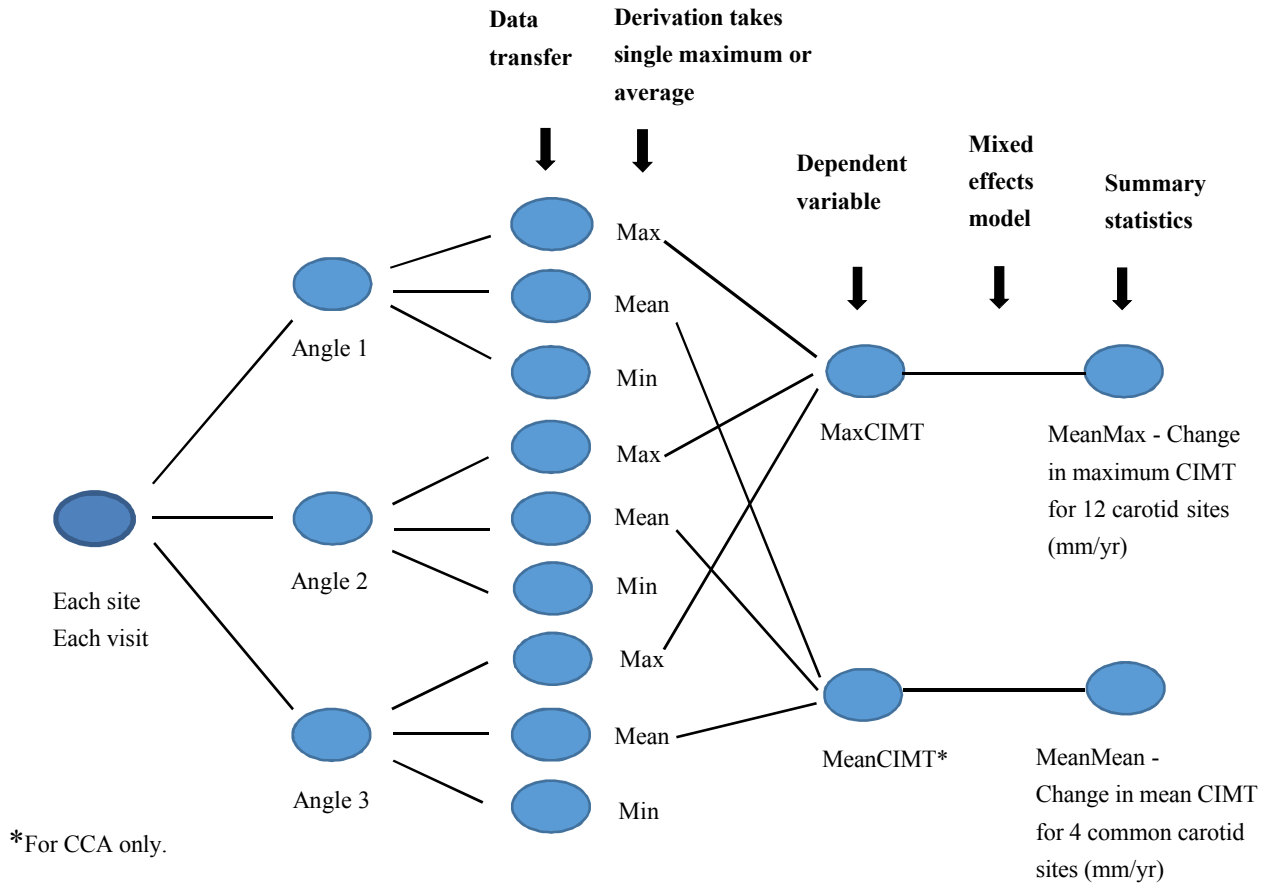 Data
transfer
Derivation takes
single maximum or
average
Dependent
variable
Mixed
effects
model
Summary
statistics
Max
Mean
Min
Angle 1
Max
Mean
Min
Angle 2
Max
Mean
Min
Angle 3
Each site
Each visit
MaxCIMT
MeanMax - Change
in maximum CIMT
for 12 carotid sites
(mm/yr)
MeanCIMT*
MeanMean -
Change in mean CIMT
for 4 common carotid
sites (mm/yr)
*For CCA only.